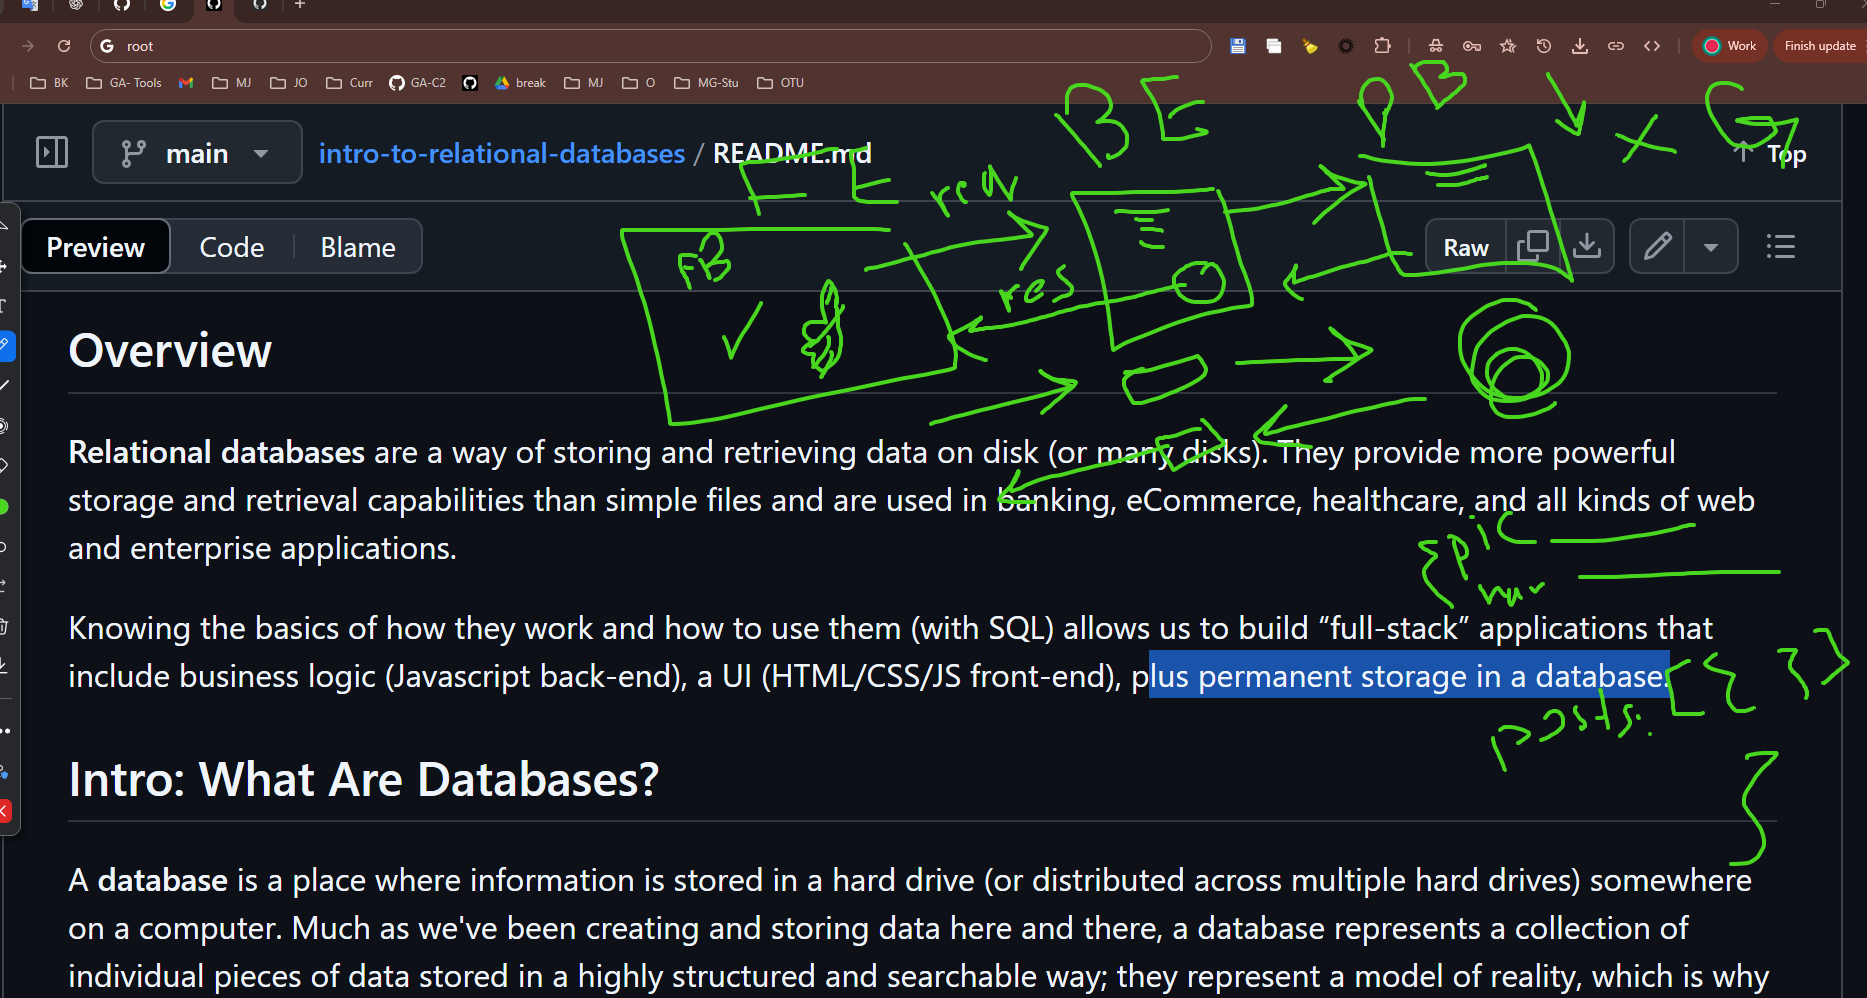 root
Work
Finish update
BK
GA- Tools
MJ
JO
Curr
GA-C2
break
MJ
O
MG-Stu
OTU
BE
DB
main
intro-to-relational-databases / README.md
Top
FE
req
Preview
Code
Blame
FB
res
Raw
Overview
Relational databases are a way of storing and retrieving data on disk (or many disks). They provide more powerful
storage and retrieval capabilities than simple files and are used in banking, eCommerce, healthcare, and all kinds of web
and enterprise applications.
{ pic
Knowing the basics of how they work and how to use them (with SQL) allows us to build “full-stack” applications that
include business logic (Javascript back-end), a UI (HTML/CSS/JS front-end), plus permanent storage in a database.
posts: [{ }]
}
Intro: What Are Databases?
A database is a place where information is stored in a hard drive (or distributed across multiple hard drives) somewhere
on a computer. Much as we've been creating and storing data here and there, a database represents a collection of
individual pieces of data stored in a highly structured and searchable way; they represent a model of reality, which is why